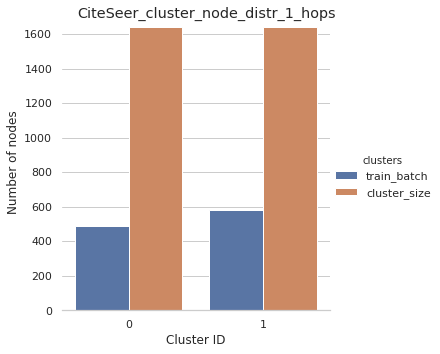 CiteSeer_cluster_node_distr_1_hops
Number of nodes
1600
1400
1200
1000
800
600
400
200
0
0 1
Cluster ID
clusters
train_batch
cluster_size